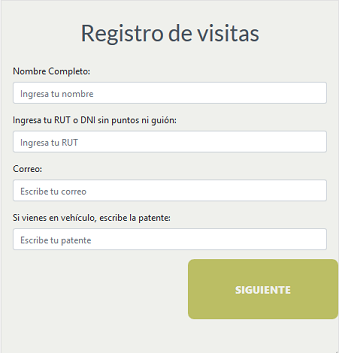 Registro de visitas
Nombre Completo:
Ingresa tu nombre
Ingresa tu RUT o DNI sin puntos ni guión:
Ingresa tu RUT
Correo:
Escribe tu correo
Si vienes en vehículo, escribe la patente:
Escribe tu patente
SIGUIENTE